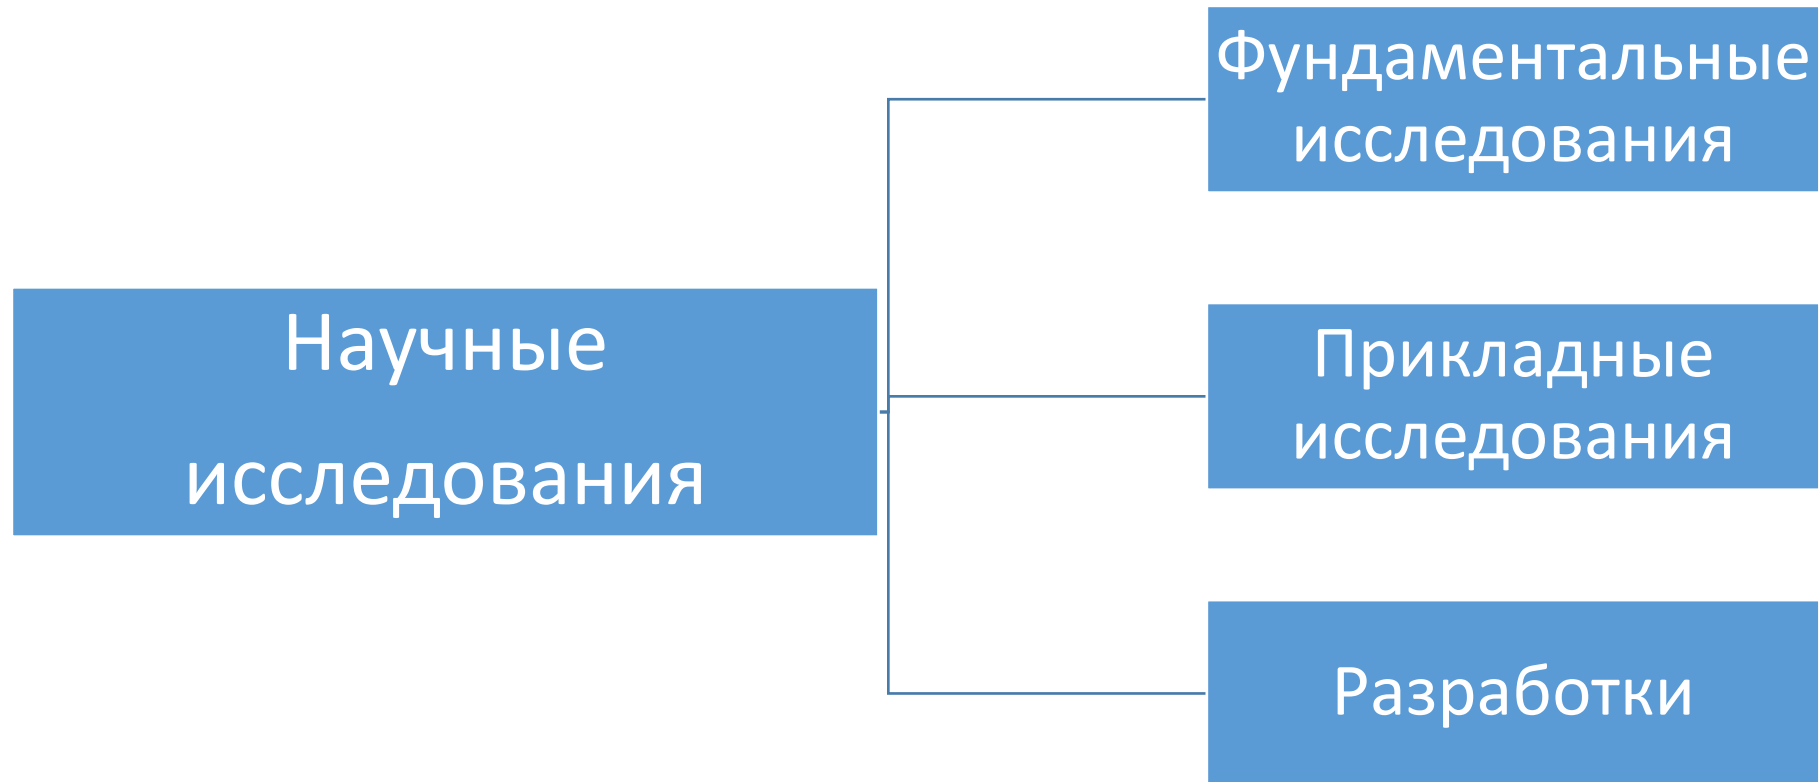 Научные
исследования
Фундаментальные
исследования
Прикладные
исследования
Разработки